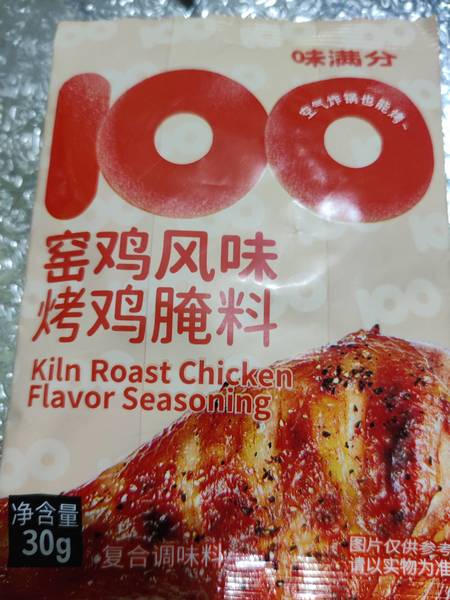 味满分
100
空气炸锅也能烤~
窑鸡风味
烤鸡腌料
Kiln Roast Chicken
Flavor Seasoning
净含量
30g
复合调味料
图片仅供参考
请以实物为准